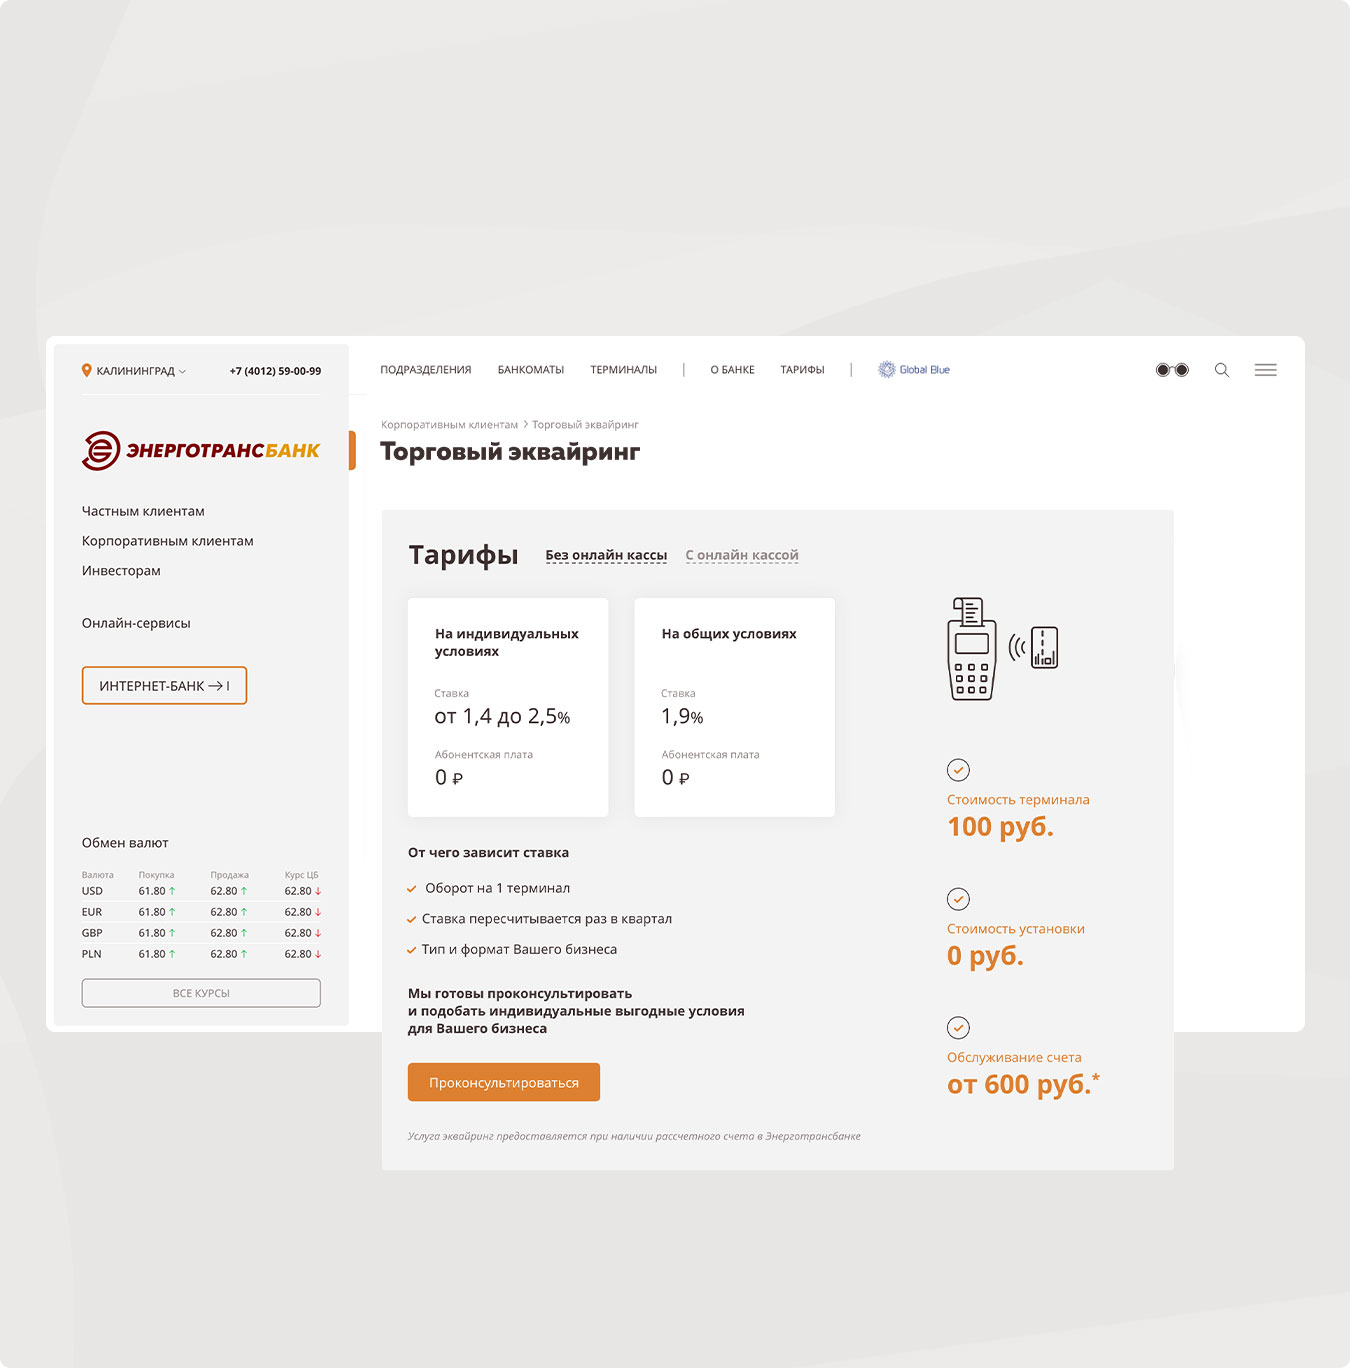 КАЛИНИНГРАД
+7 (4012) 59-00-99
ЭНЕРГОТРАНСБАНК
Частным клиентам
Корпоративным клиентам
Инвесторам
Онлайн-сервисы
ИНТЕРНЕТ-БАНК
Обмен валют
Валюта Покупка Продажа Курс ЦБ
USD 61.80 ↑ 62.80 ↑ 62.80 ↓
EUR 61.80 ↑ 62.80 ↑ 62.80 ↓
GBP 61.80 ↑ 62.80 ↑ 62.80 ↓
PLN 61.80 ↑ 62.80 ↑ 62.80 ↓
ВСЕ КУРСЫ
ПОДРАЗДЕЛЕНИЯ БАНКОМАТЫ ТЕРМИНАЛЫ | О БАНКЕ ТАРИФЫ | Global Blue
Корпоративным клиентам > Торговый эквайринг
Торговый эквайринг
Тарифы Без онлайн кассы С онлайн кассой
На индивидуальных
условиях
Ставка
от 1,4 до 2,5%
Абонентская плата
0 ₽
На общих условиях
Ставка
1,9%
Абонентская плата
0 ₽
От чего зависит ставка
Оборот на 1 терминал
Ставка пересчитывается раз в квартал
Тип и формат Вашего бизнеса
Мы готовы проконсультировать
и подобать индивидуальные выгодные условия
для Вашего бизнеса
Проконсультироваться
Услуга эквайринг предоставляется при наличии рассчетного счета в Энерготрансбанке
Стоимость терминала
100 руб.
Стоимость установки
0 руб.
Обслуживание счета
от 600 руб.*